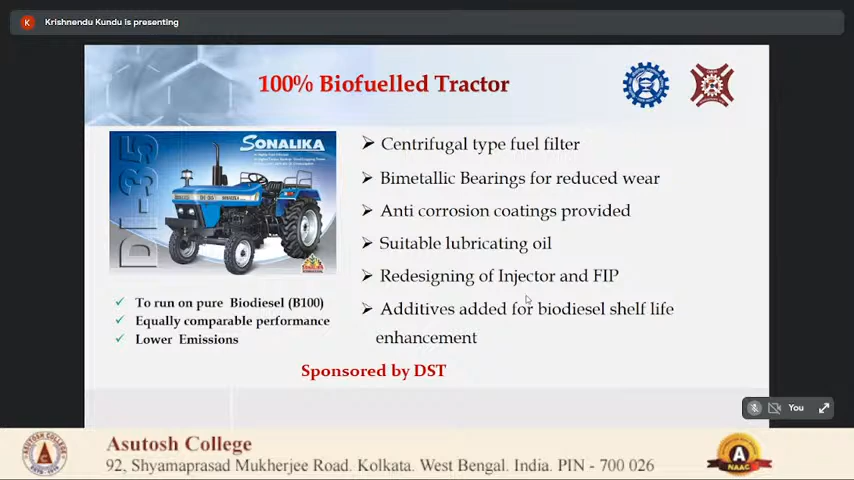 K Krishnendu Kundu is presenting
100% Biofuelled Tractor
SONALIKA
DI-35
Centrifugal type fuel filter
Bimetallic Bearings for reduced wear
Anti corrosion coatings provided
Suitable lubricating oil
Redesigning of Injector and FIP
Additives added for biodiesel shelf life
enhancement
To run on pure Biodiesel (B100)
Equally comparable performance
Lower Emissions
Sponsored by DST
You
ASUTOSH COLLEGE
Asutosh College
92, Shyamaprasad Mukherjee Road. Kolkata. West Bengal. India. PIN - 700 026
A
NAAC